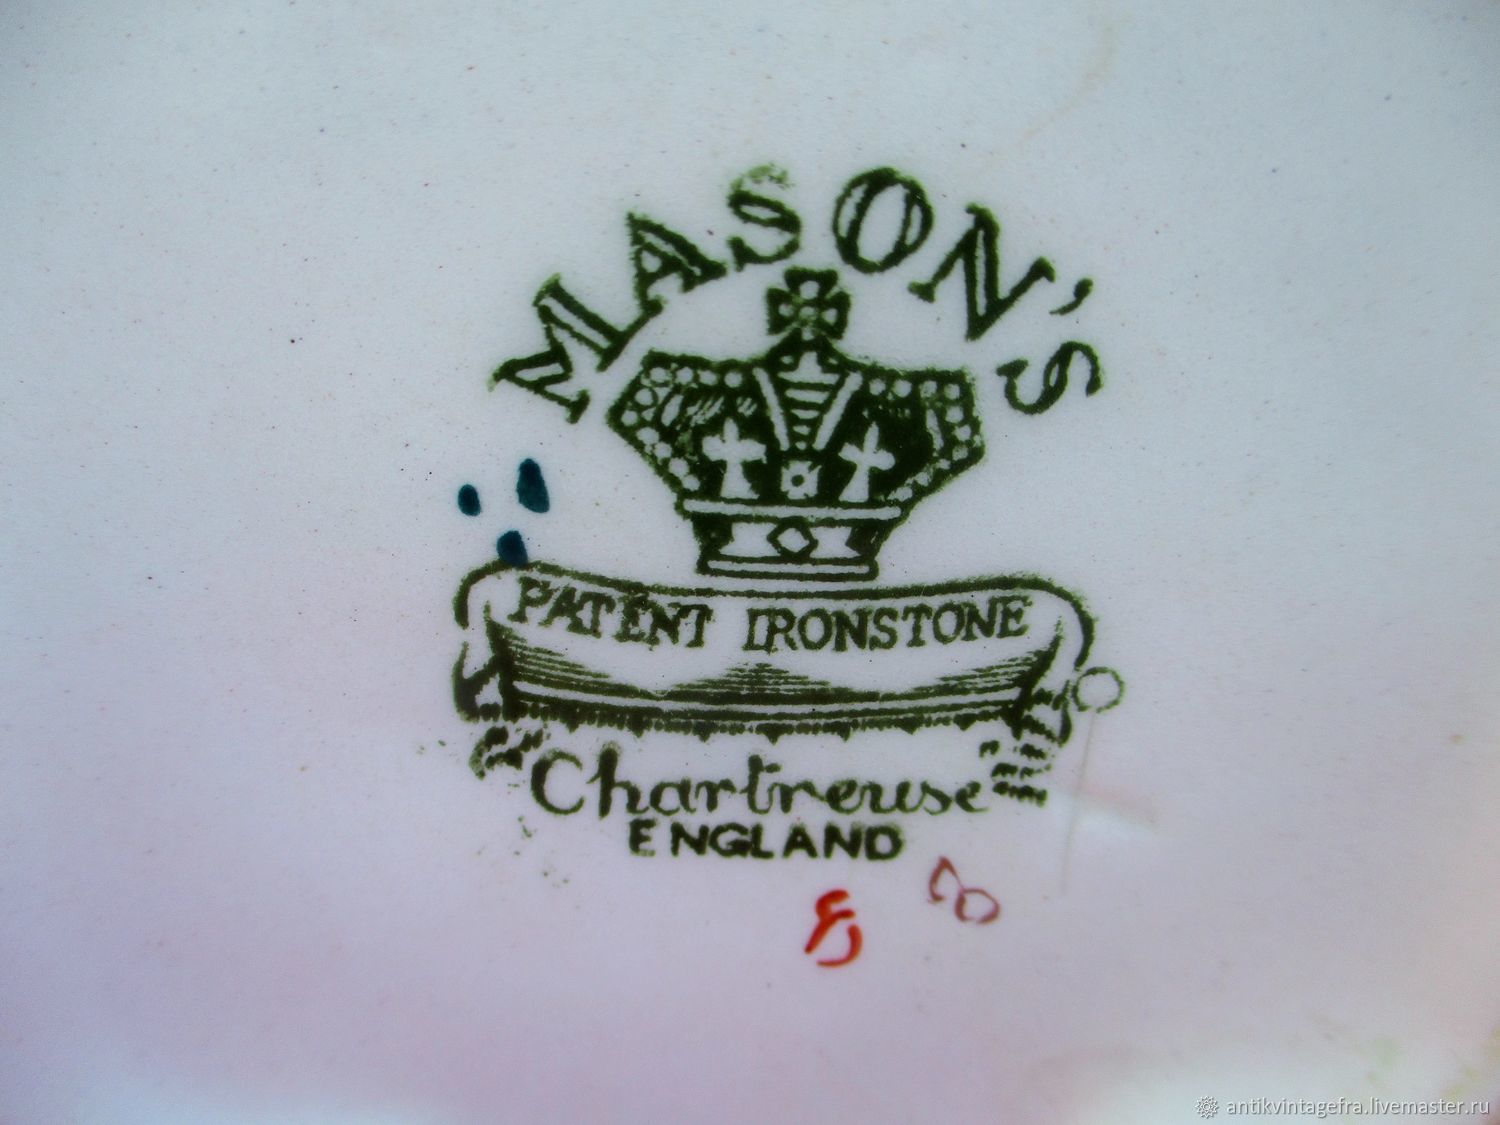 MASON'S
PATENT IRONSTONE
Chartreuse
ENGLAND
antikvintagefra.livemaster.ru